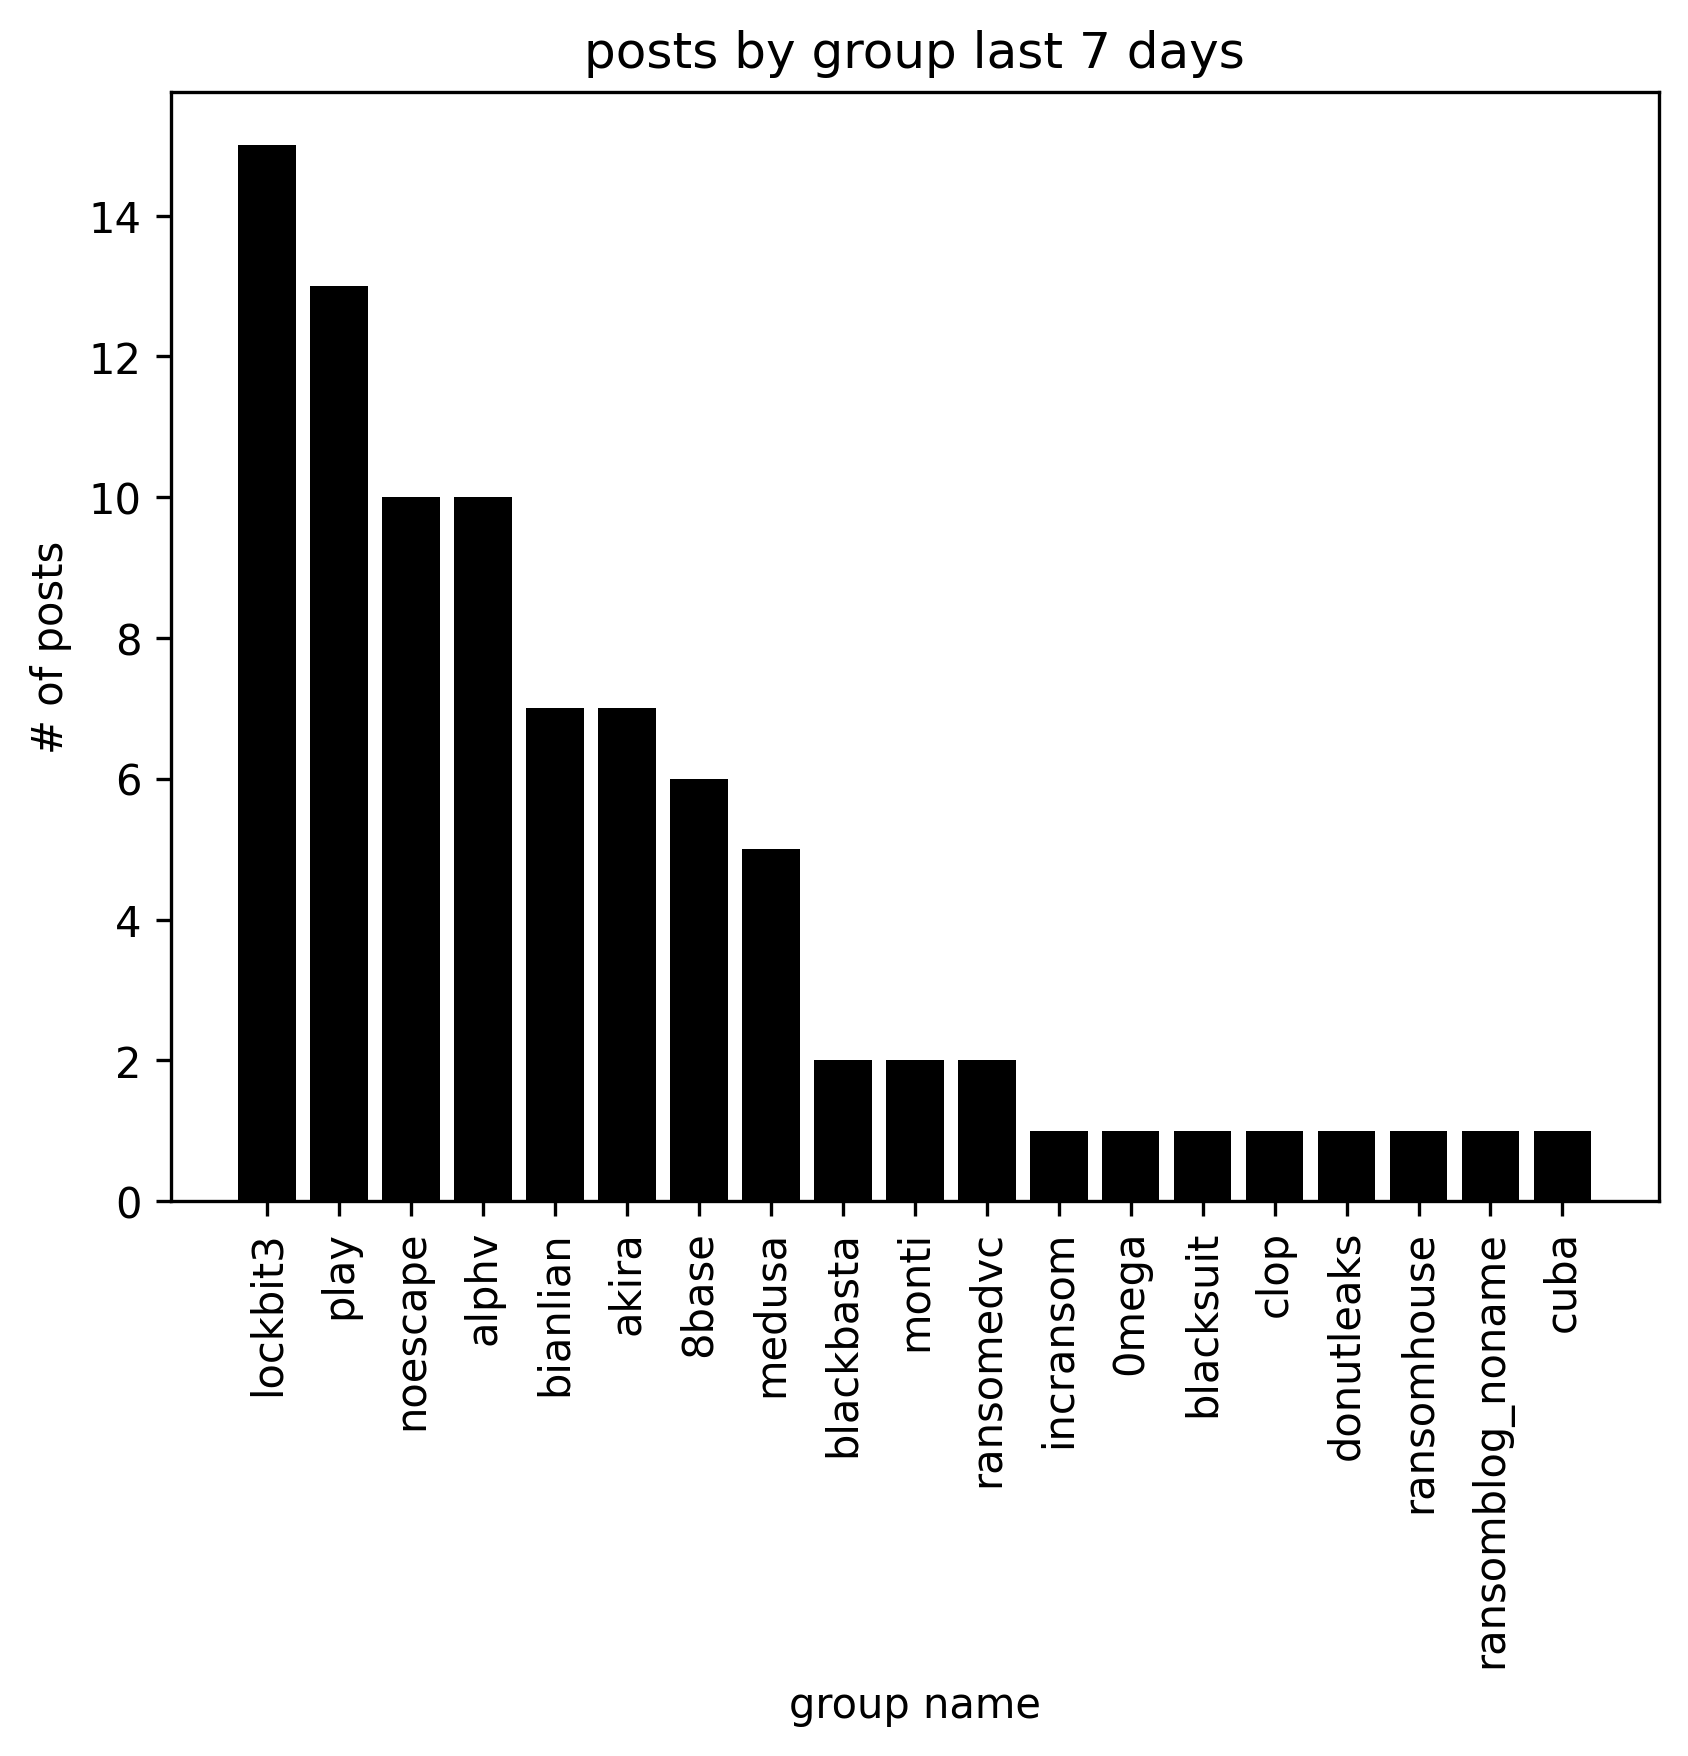 posts by group last 7 days
# of posts
14
12
10
8
6
4
2
0
lockbit3
play
noescape
alphv
bianlian
akira
8base
medusa
blackbasta
monti
ransomedvc
incransom
0mega
blacksuit
clop
donutleaks
ransomhouse
ransomblog_noname
cuba
group name